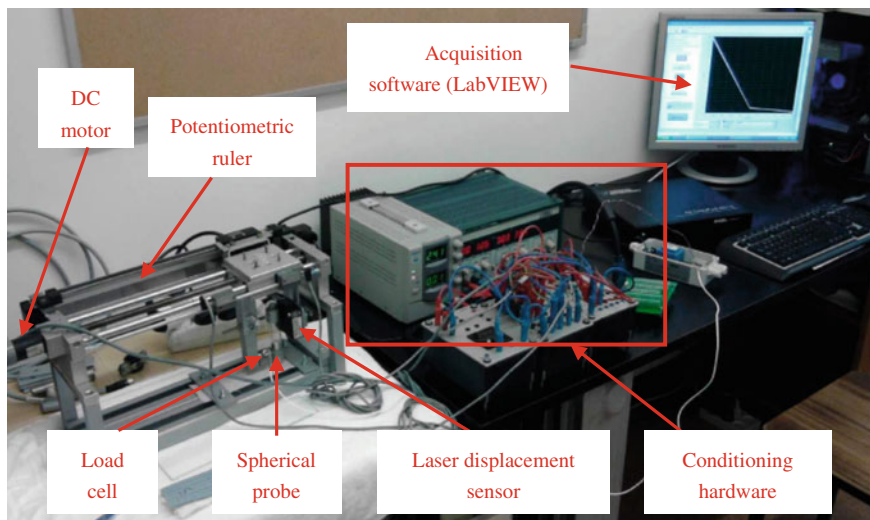 Acquisition
software (LabVIEW)
DC
motor
Potentiometric
ruler
Load
cell
Spherical
probe
Laser displacement
sensor
Conditioning
hardware